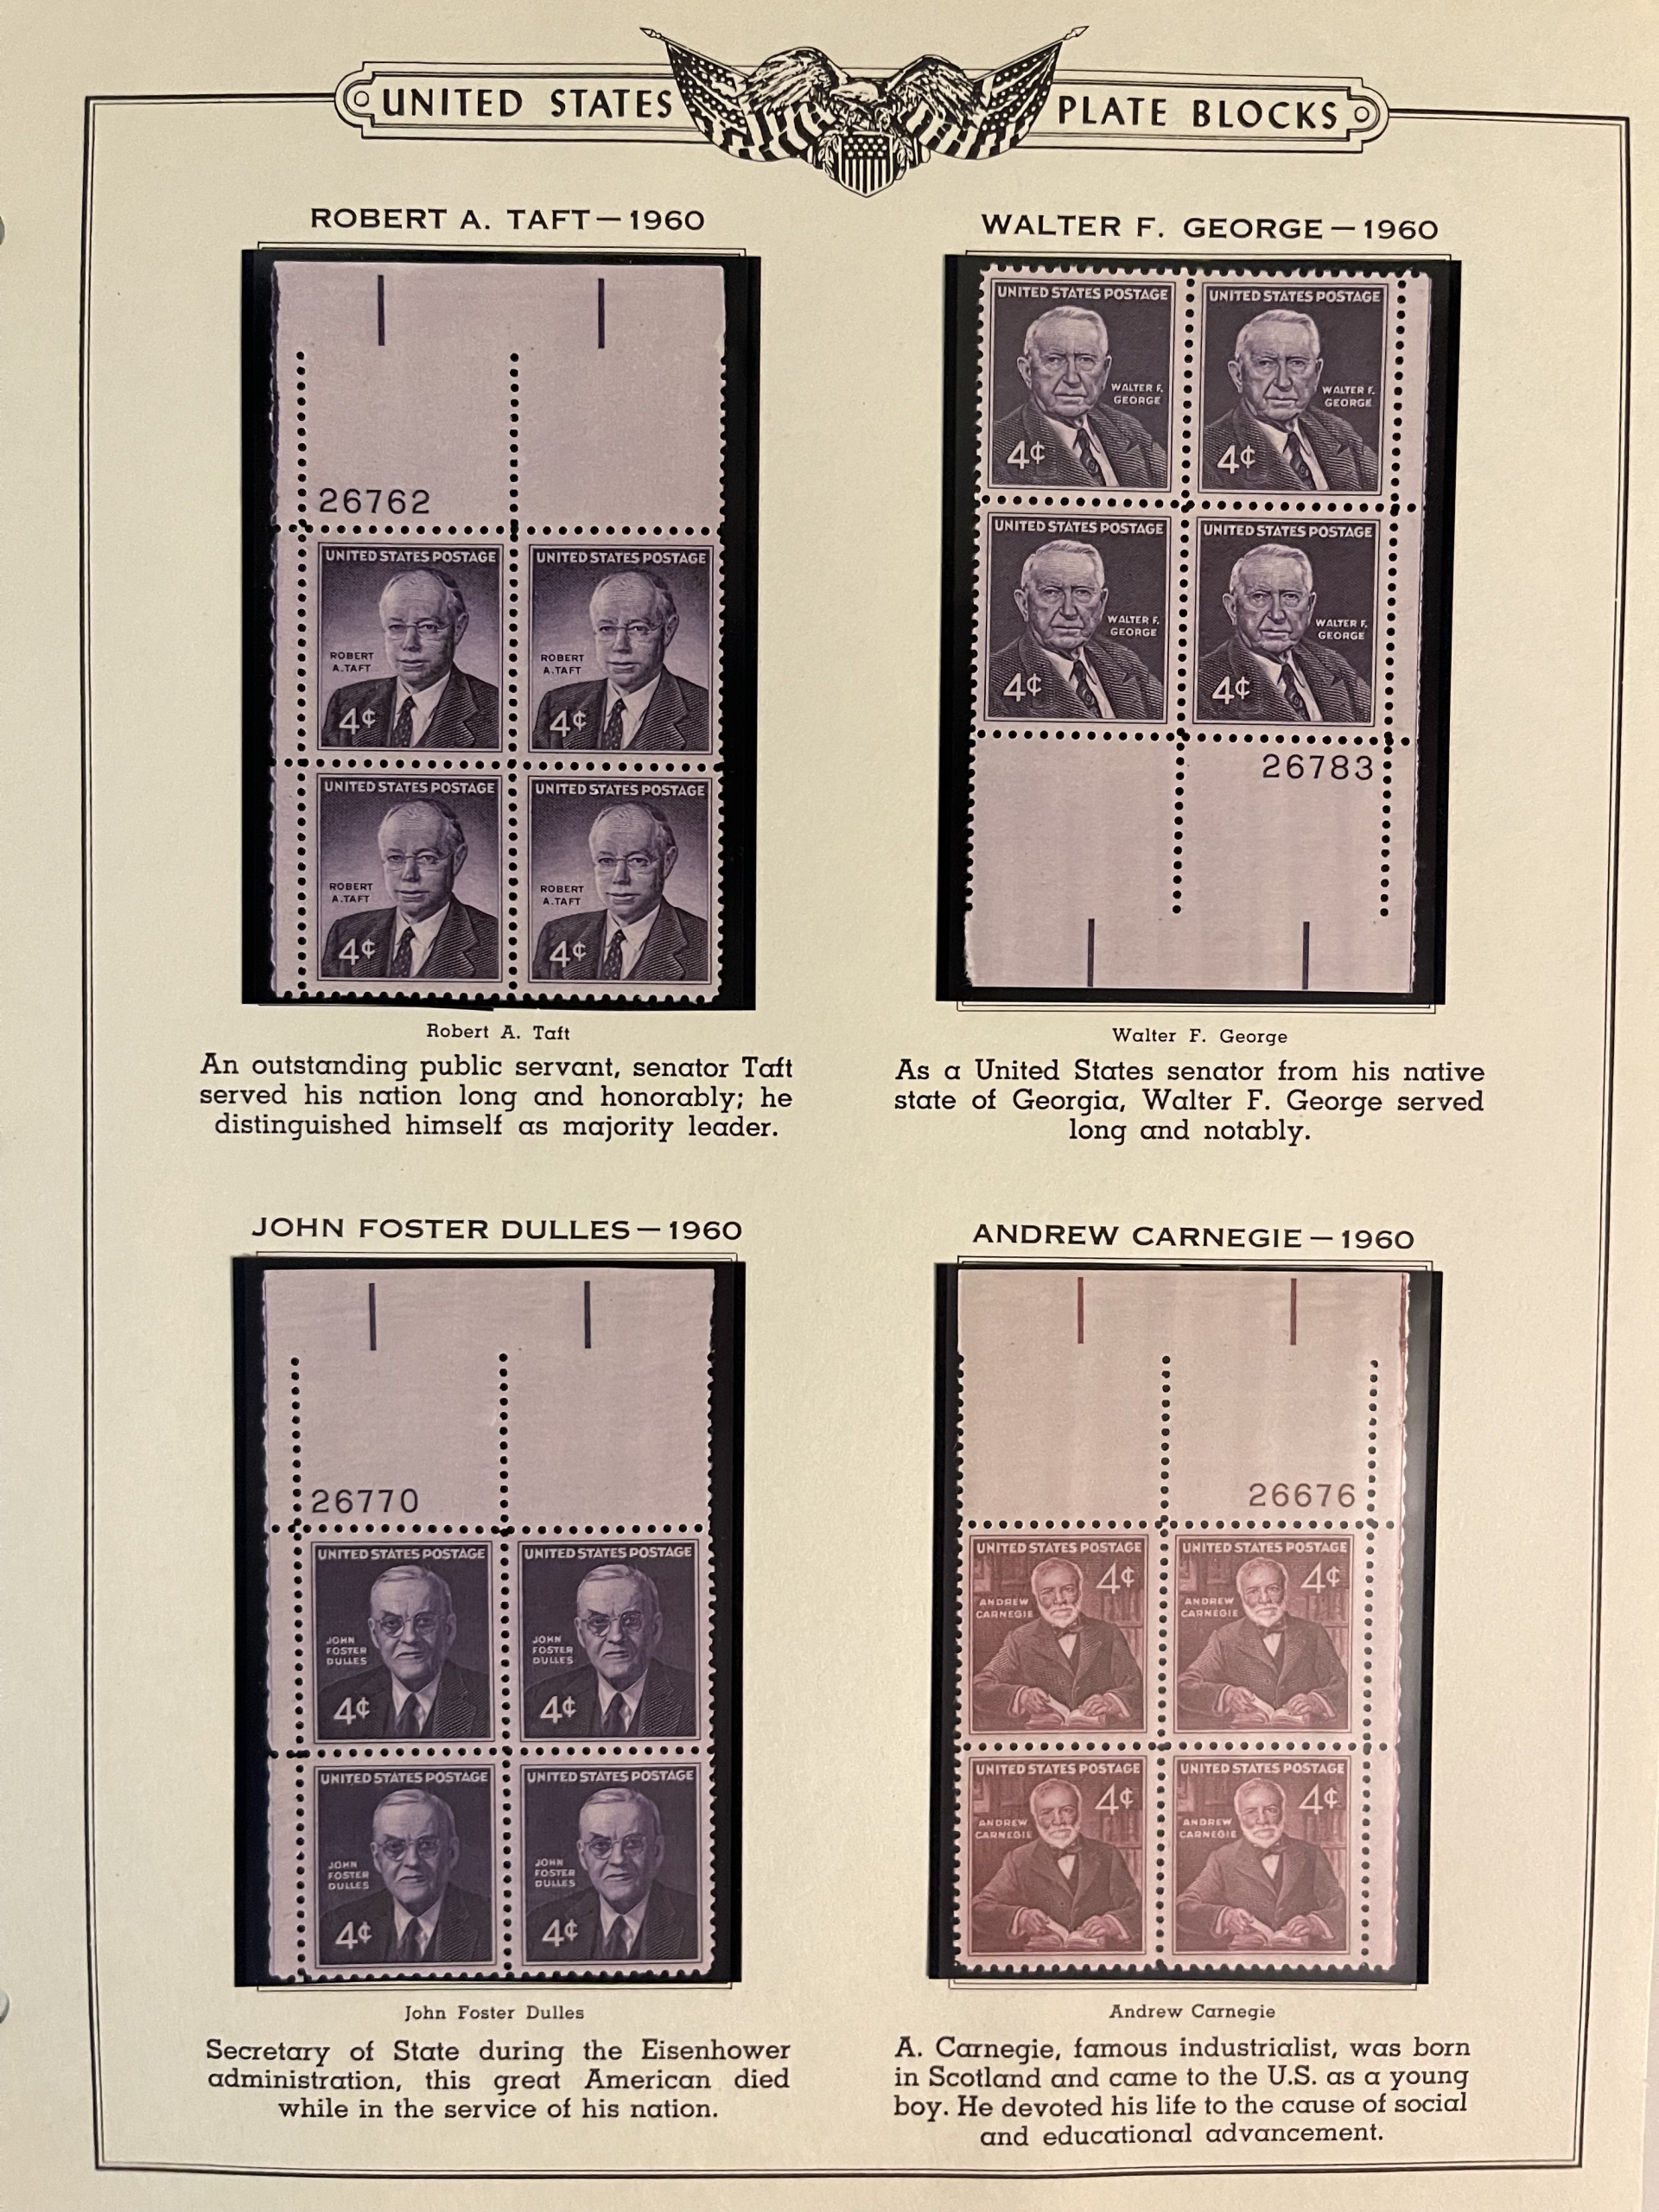 UNITED STATES PLATE BLOCKS
ROBERT A. TAFT — 1960
26762
UNITED STATES POSTAGE
ROBERT
A. TAFT
4¢
UNITED STATES POSTAGE
ROBERT
A. TAFT
4¢
UNITED STATES POSTAGE
ROBERT
A. TAFT
4¢
UNITED STATES POSTAGE
ROBERT
A. TAFT
4¢
Robert A. Taft
An outstanding public servant, senator Taft
served his nation long and honorably; he
distinguished himself as majority leader.
WALTER F. GEORGE — 1960
UNITED STATES POSTAGE
WALTER F.
GEORGE
4¢
UNITED STATES POSTAGE
WALTER F.
GEORGE
4¢
UNITED STATES POSTAGE
WALTER F.
GEORGE
4¢
UNITED STATES POSTAGE
WALTER F.
GEORGE
4¢
26783
Walter F. George
As a United States senator from his native
state of Georgia, Walter F. George served
long and notably.
JOHN FOSTER DULLES — 1960
26770
UNITED STATES POSTAGE
JOHN
FOSTER
DULLES
4¢
UNITED STATES POSTAGE
JOHN
FOSTER
DULLES
4¢
UNITED STATES POSTAGE
JOHN
FOSTER
DULLES
4¢
UNITED STATES POSTAGE
JOHN
FOSTER
DULLES
4¢
John Foster Dulles
Secretary of State during the Eisenhower
administration, this great American died
while in the service of his nation.
ANDREW CARNEGIE — 1960
26676
UNITED STATES POSTAGE
4¢
ANDREW
CARNEGIE
UNITED STATES POSTAGE
4¢
ANDREW
CARNEGIE
UNITED STATES POSTAGE
4¢
ANDREW
CARNEGIE
UNITED STATES POSTAGE
4¢
ANDREW
CARNEGIE
Andrew Carnegie
A. Carnegie, famous industrialist, was born
in Scotland and came to the U.S. as a young
boy. He devoted his life to the cause of social
and educational advancement.